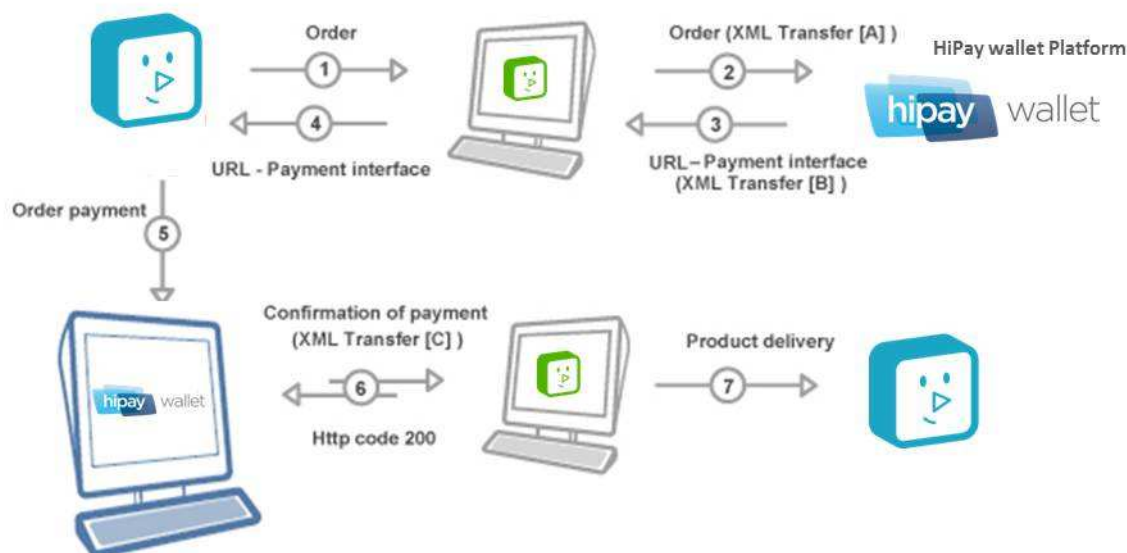 Order
1
Order (XML Transfer [A] )
2
HiPay wallet Platform
hipay wallet
4
URL - Payment interface
3
URL– Payment interface
(XML Transfer [B] )
Order payment
5
hipay wallet
Confirmation of payment
(XML Transfer [C] )
6
Http code 200
Product delivery
7